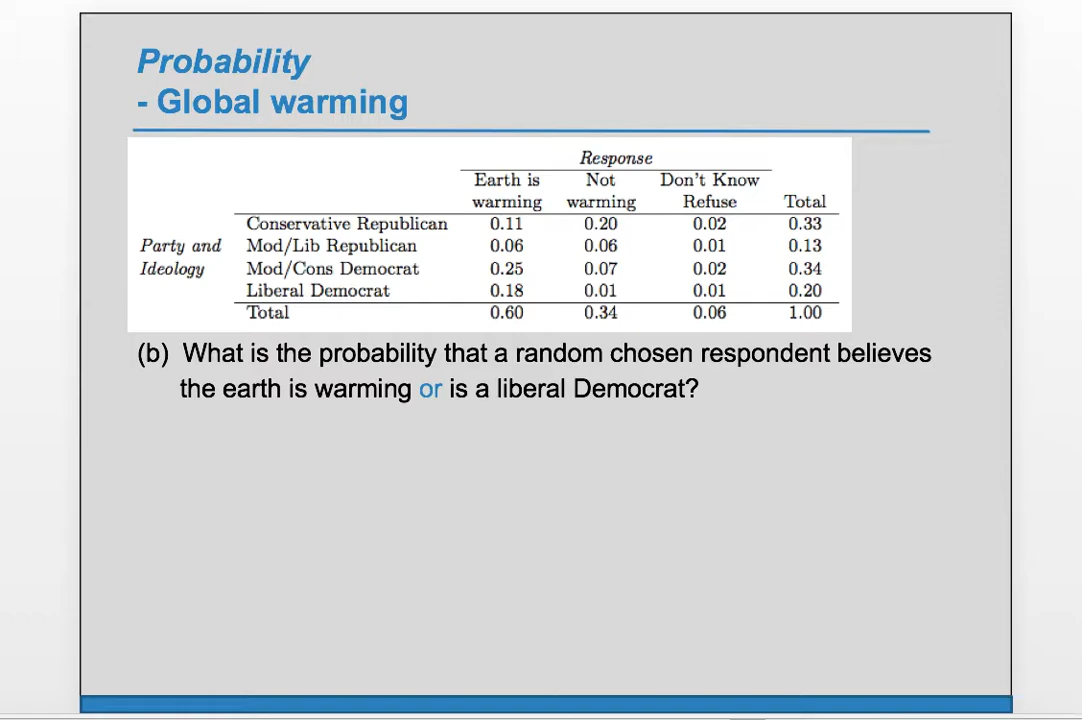 Probability
- Global warming
Response
Earth is Not Don't Know
warming warming Refuse Total
Conservative Republican 0.11 0.20 0.02 0.33
Party and Mod/Lib Republican 0.06 0.06 0.01 0.13
Ideology Mod/Cons Democrat 0.25 0.07 0.02 0.34
Liberal Democrat 0.18 0.01 0.01 0.20
Total 0.60 0.34 0.06 1.00
(b) What is the probability that a random chosen respondent believes
the earth is warming or is a liberal Democrat?